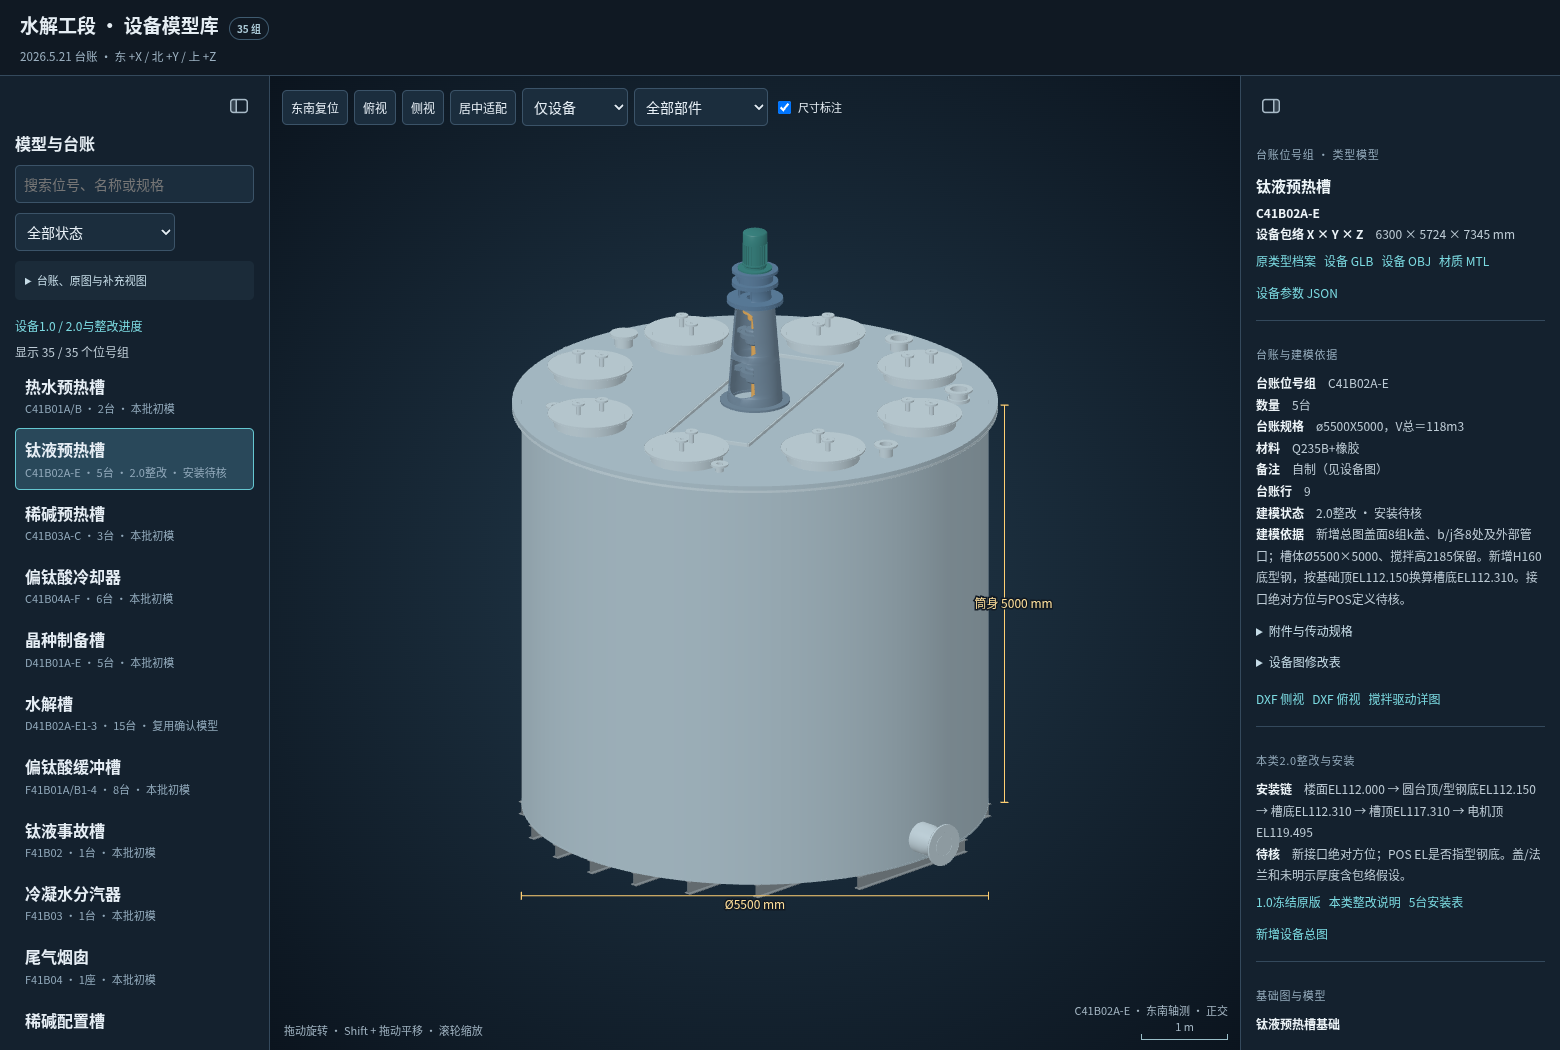 水解工段 · 设备模型库 35 组
2026.5.21 台账 · 东 +X / 北 +Y / 上 +Z
模型与台账
搜索位号、名称或规格
全部状态
▸ 台账、原图与补充视图
设备1.0 / 2.0与整改进度
显示 35 / 35 个位号组
热水预热槽
C41B01A/B · 2台 · 本批初模
钛液预热槽
C41B02A-E · 5台 · 2.0整改 · 安装待核
稀碱预热槽
C41B03A-C · 3台 · 本批初模
偏钛酸冷却器
C41B04A-F · 6台 · 本批初模
晶种制备槽
D41B01A-E · 5台 · 本批初模
水解槽
D41B02A-E1-3 · 15台 · 复用确认模型
偏钛酸缓冲槽
F41B01A/B1-4 · 8台 · 本批初模
钛液事故槽
F41B02 · 1台 · 本批初模
冷凝水分汽器
F41B03 · 1台 · 本批初模
尾气烟囱
F41B04 · 1座 · 本批初模
稀碱配置槽
东南复位 俯视 侧视 居中适配 仅设备 全部部件 尺寸标注
筒身 5000 mm
Ø5500 mm
拖动旋转 · Shift + 拖动平移 · 滚轮缩放
C41B02A-E · 东南轴测 · 正交
1 m
台账位号组 · 类型模型
钛液预热槽
C41B02A-E
设备包络 X × Y × Z 6300 × 5724 × 7345 mm
原类型档案 设备 GLB 设备 OBJ 材质 MTL
设备参数 JSON
台账与建模依据
台账位号组 C41B02A-E
数量 5台
台账规格 ø5500X5000，V总＝118m3
材料 Q235B+橡胶
备注 自制（见设备图）
台账行 9
建模状态 2.0整改 · 安装待核
建模依据 新增总图盖面8组k盖、b/j各8处及外部管
口；槽体Ø5500×5000、搅拌高2185保留。新增H160
底型钢，按基础顶EL112.150换算槽底EL112.310。接
口绝对方位与POS定义待核。
▸ 附件与传动规格
▸ 设备图修改表
DXF 侧视 DXF 俯视 搅拌驱动详图
本类2.0整改与安装
安装链 楼面EL112.000 → 圆台顶/型钢底EL112.150
→ 槽底EL112.310 → 槽顶EL117.310 → 电机顶
EL119.495
待核 新接口绝对方位；POS EL是否指型钢底。盖/法
兰和未明示厚度含包络假设。
1.0冻结原版 本类整改说明 5台安装表
新增设备总图
基础图与模型
钛液预热槽基础